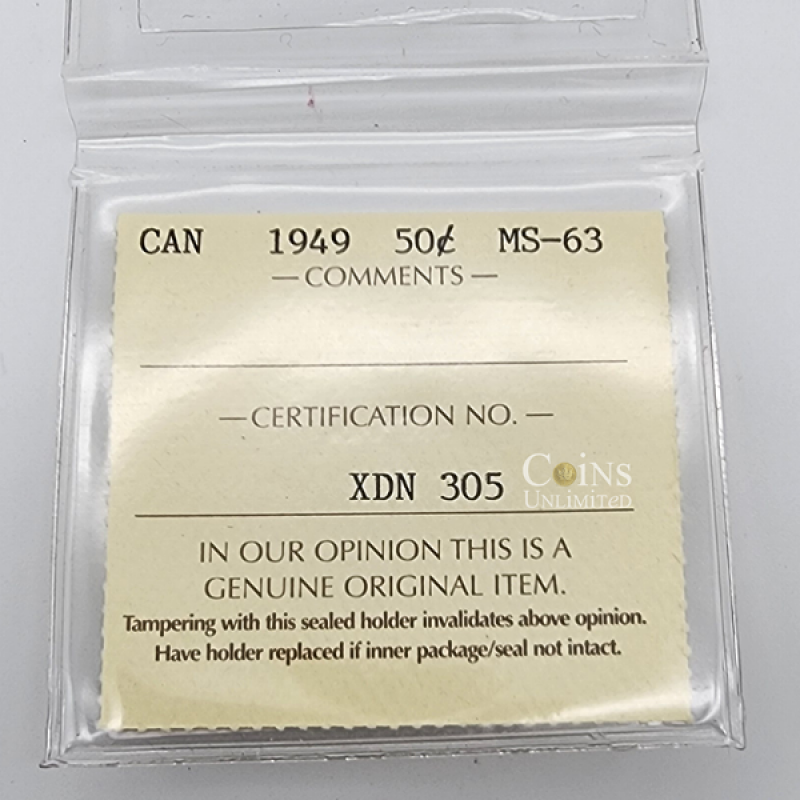 CAN 1949 50¢ MS-63
— COMMENTS —
— CERTIFICATION NO. —
XDN 305
Coins
UNLIMITED
IN OUR OPINION THIS IS A
GENUINE ORIGINAL ITEM.
Tampering with this sealed holder invalidates above opinion.
Have holder replaced if inner package/seal not intact.